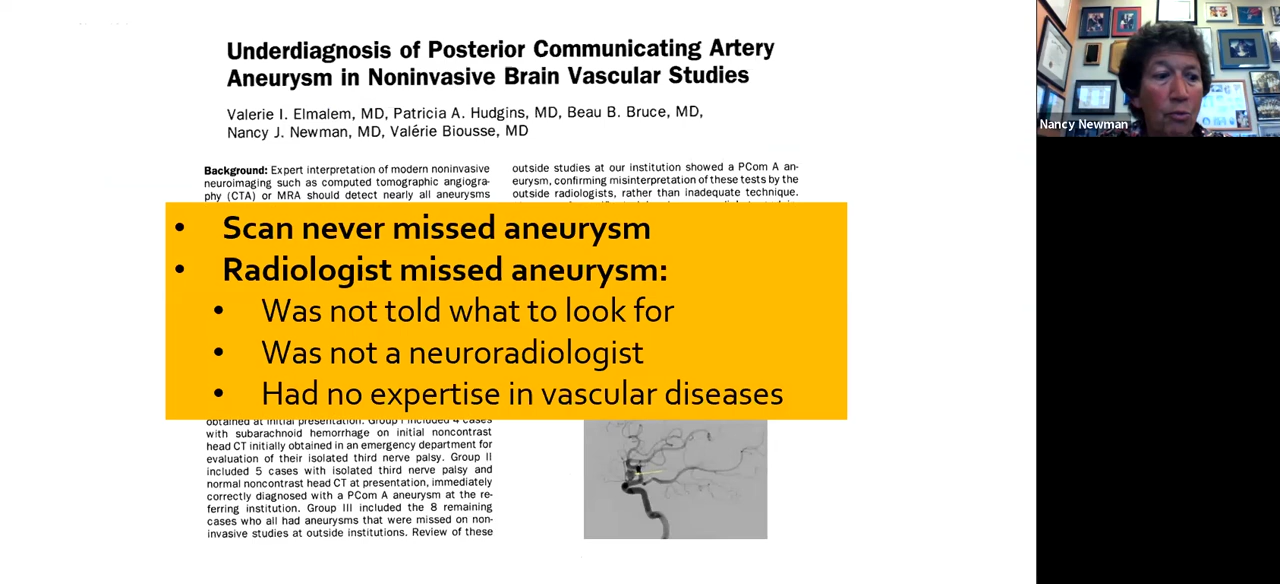 Underdiagnosis of Posterior Communicating Artery
Aneurysm in Noninvasive Brain Vascular Studies
Valerie I. Elmalem, MD, Patricia A. Hudgins, MD, Beau B. Bruce, MD,
Nancy J. Newman, MD, Valérie Biousse, MD
Background: Expert interpretation of modern noninvasive
neuroimaging such as computed tomographic angiogra-
phy (CTA) or MRA should detect nearly all aneurysms
outside studies at our institution showed a PCom A an-
eurysm, confirming misinterpretation of these tests by the
outside radiologists, rather than inadequate technique.
• Scan never missed aneurysm
• Radiologist missed aneurysm:
• Was not told what to look for
• Was not a neuroradiologist
• Had no expertise in vascular diseases
obtained at initial presentation. Group I included 4 cases
with subarachnoid hemorrhage on initial noncontrast
head CT initially obtained in an emergency department for
evaluation of their isolated third nerve palsy. Group II
included 5 cases with isolated third nerve palsy and
normal noncontrast head CT at presentation, immediately
correctly diagnosed with a PCom A aneurysm at the re-
ferring institution. Group III included the 8 remaining
cases who all had aneurysms that were missed on non-
invasive studies at outside institutions. Review of these
Nancy Newman